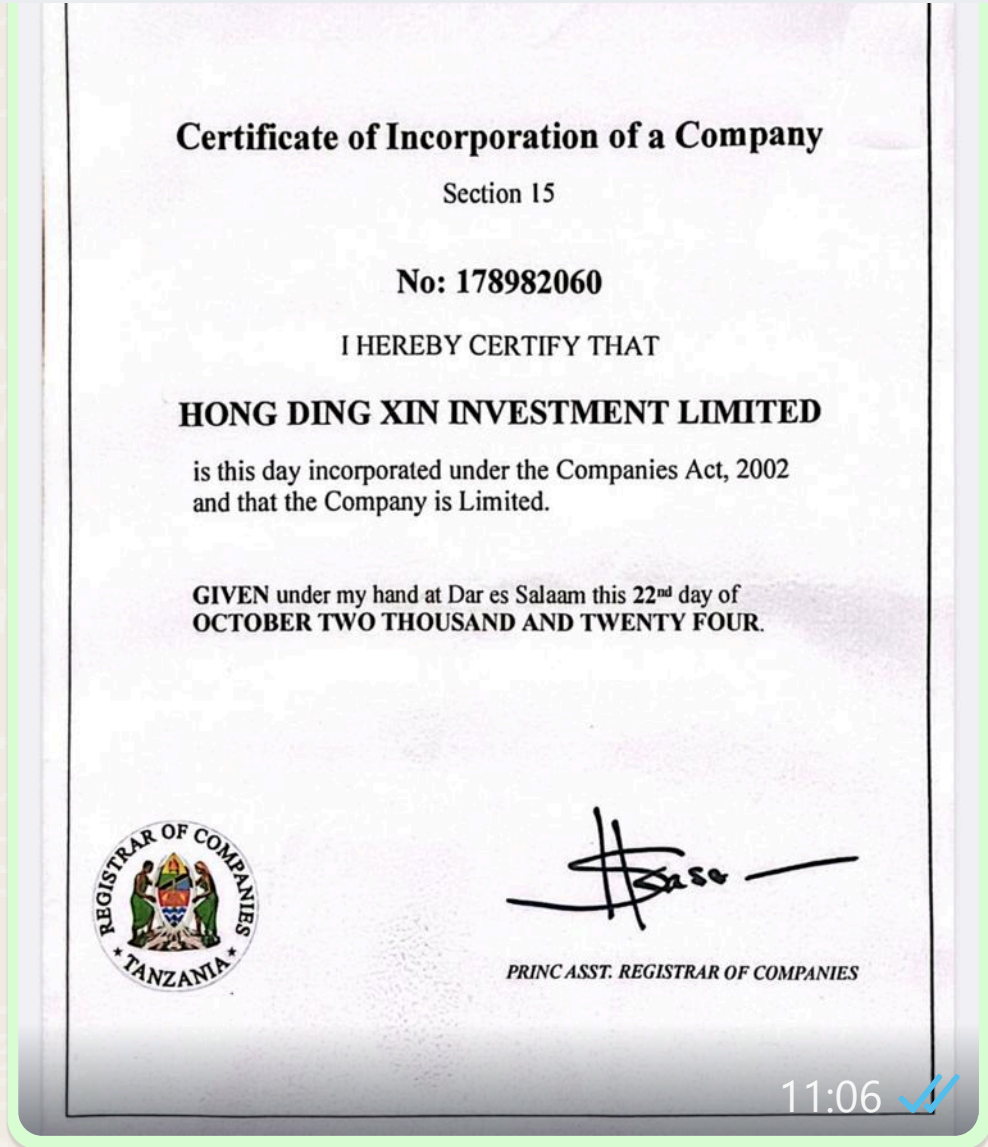 Certificate of Incorporation of a Company
Section 15
No: 178982060
I HEREBY CERTIFY THAT
HONG DING XIN INVESTMENT LIMITED
is this day incorporated under the Companies Act, 2002
and that the Company is Limited.
GIVEN under my hand at Dar es Salaam this 22nd day of
OCTOBER TWO THOUSAND AND TWENTY FOUR.
REGISTRAR OF COMPANIES
* TANZANIA *
PRINC ASST. REGISTRAR OF COMPANIES
11:06